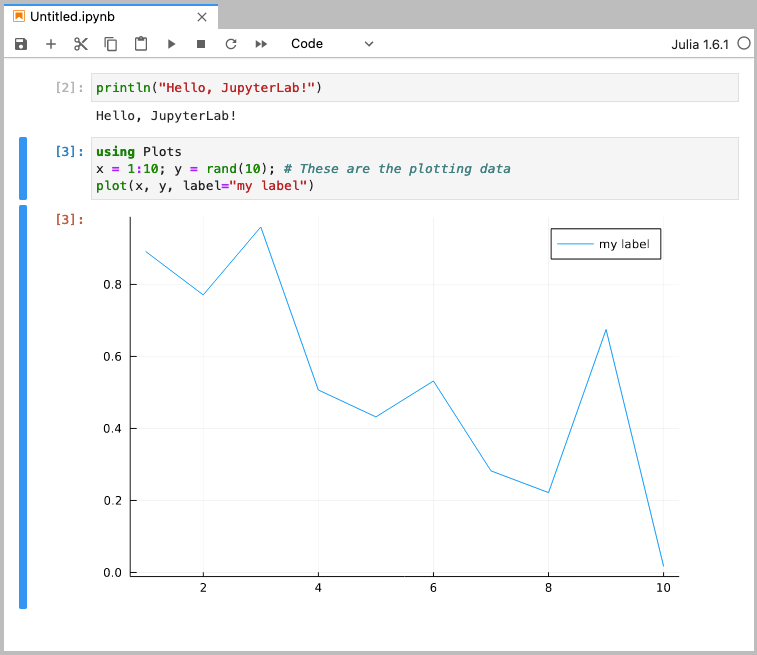 Untitled.ipynb
Code
Julia 1.6.1
[2]: println("Hello, JupyterLab!")
Hello, JupyterLab!
[3]: using Plots
x = 1:10; y = rand(10); # These are the plotting data
plot(x, y, label="my label")
[3]:
my label
0.8
0.6
0.4
0.2
0.0
2 4 6 8 10